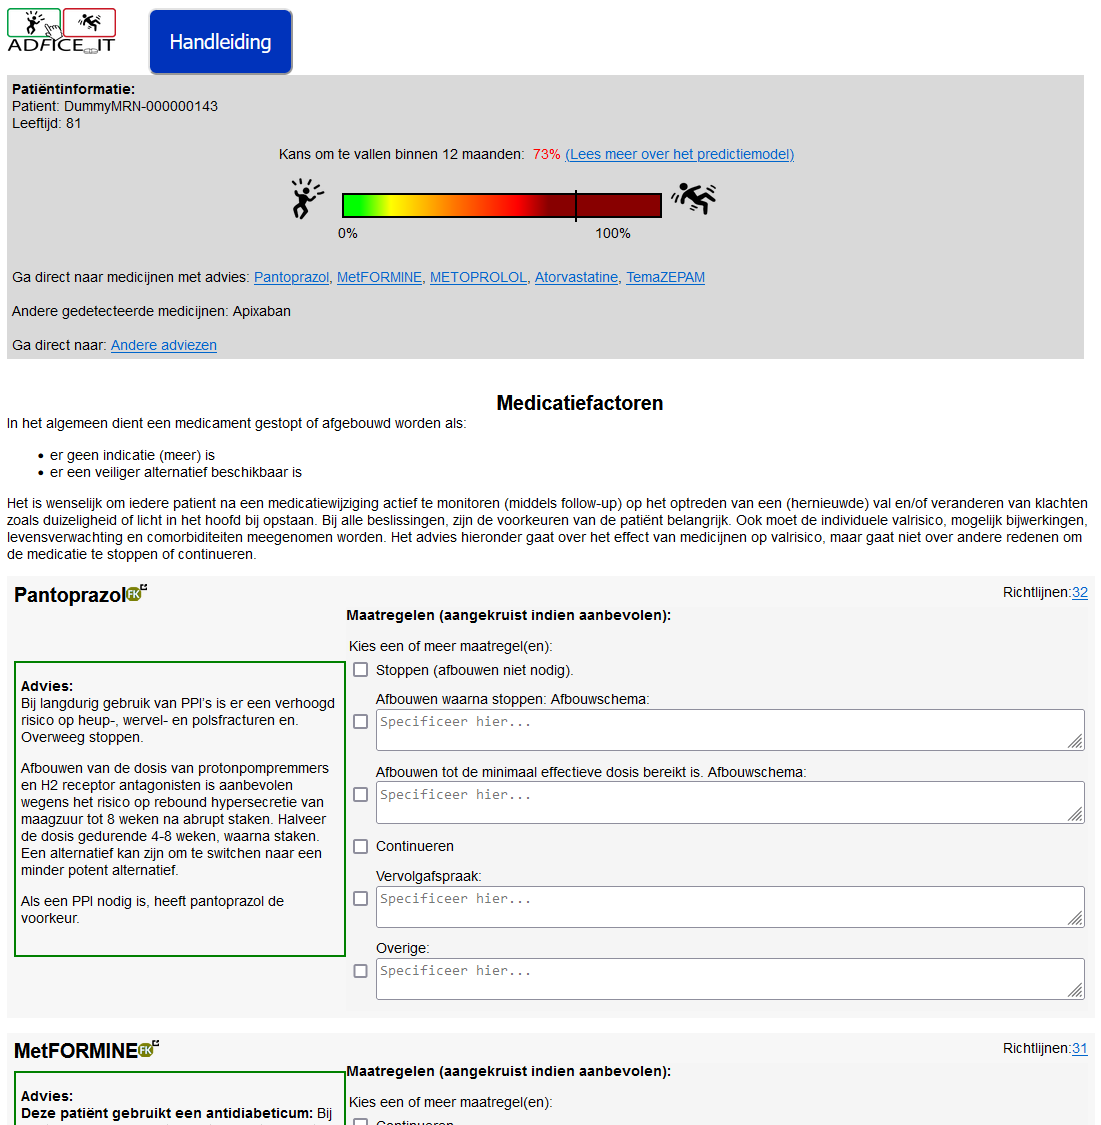 ADFICE_IT
Handleiding
Patiëntinformatie:
Patient: DummyMRN-000000143
Leeftijd: 81
Kans om te vallen binnen 12 maanden: 73% (Lees meer over het predictiemodel)
0% 100%
Ga direct naar medicijnen met advies: Pantoprazol, MetFORMINE, METOPROLOL, Atorvastatine, TemaZEPAM
Andere gedetecteerde medicijnen: Apixaban
Ga direct naar: Andere adviezen
Medicatiefactoren
In het algemeen dient een medicament gestopt of afgebouwd worden als:
• er geen indicatie (meer) is
• er een veiliger alternatief beschikbaar is
Het is wenselijk om iedere patient na een medicatiewijziging actief te monitoren (middels follow-up) op het optreden van een (hernieuwde) val en/of veranderen van klachten
zoals duizeligheid of licht in het hoofd bij opstaan. Bij alle beslissingen, zijn de voorkeuren van de patiënt belangrijk. Ook moet de individuele valrisico, mogelijk bijwerkingen,
levensverwachting en comorbiditeiten meegenomen worden. Het advies hieronder gaat over het effect van medicijnen op valrisico, maar gaat niet over andere redenen om
de medicatie te stoppen of continueren.
Pantoprazol FK
Richtlijnen:32
Advies:
Bij langdurig gebruik van PPI's is er een verhoogd
risico op heup-, wervel- en polsfracturen en.
Overweeg stoppen.
Afbouwen van de dosis van protonpompremmers
en H2 receptor antagonisten is aanbevolen
wegens het risico op rebound hypersecretie van
maagzuur tot 8 weken na abrupt staken. Halveer
de dosis gedurende 4-8 weken, waarna staken.
Een alternatief kan zijn om te switchen naar een
minder potent alternatief.
Als een PPI nodig is, heeft pantoprazol de
voorkeur.
Maatregelen (aangekruist indien aanbevolen):
Kies een of meer maatregel(en):
Stoppen (afbouwen niet nodig).
Afbouwen waarna stoppen: Afbouwschema:
Specificeer hier...
Afbouwen tot de minimaal effectieve dosis bereikt is. Afbouwschema:
Specificeer hier...
Continueren
Vervolgafspraak:
Specificeer hier...
Overige:
Specificeer hier...
MetFORMINE FK
Richtlijnen:31
Advies:
Deze patiënt gebruikt een antidiabeticum: Bij
Maatregelen (aangekruist indien aanbevolen):
Kies een of meer maatregel(en):
Continueren